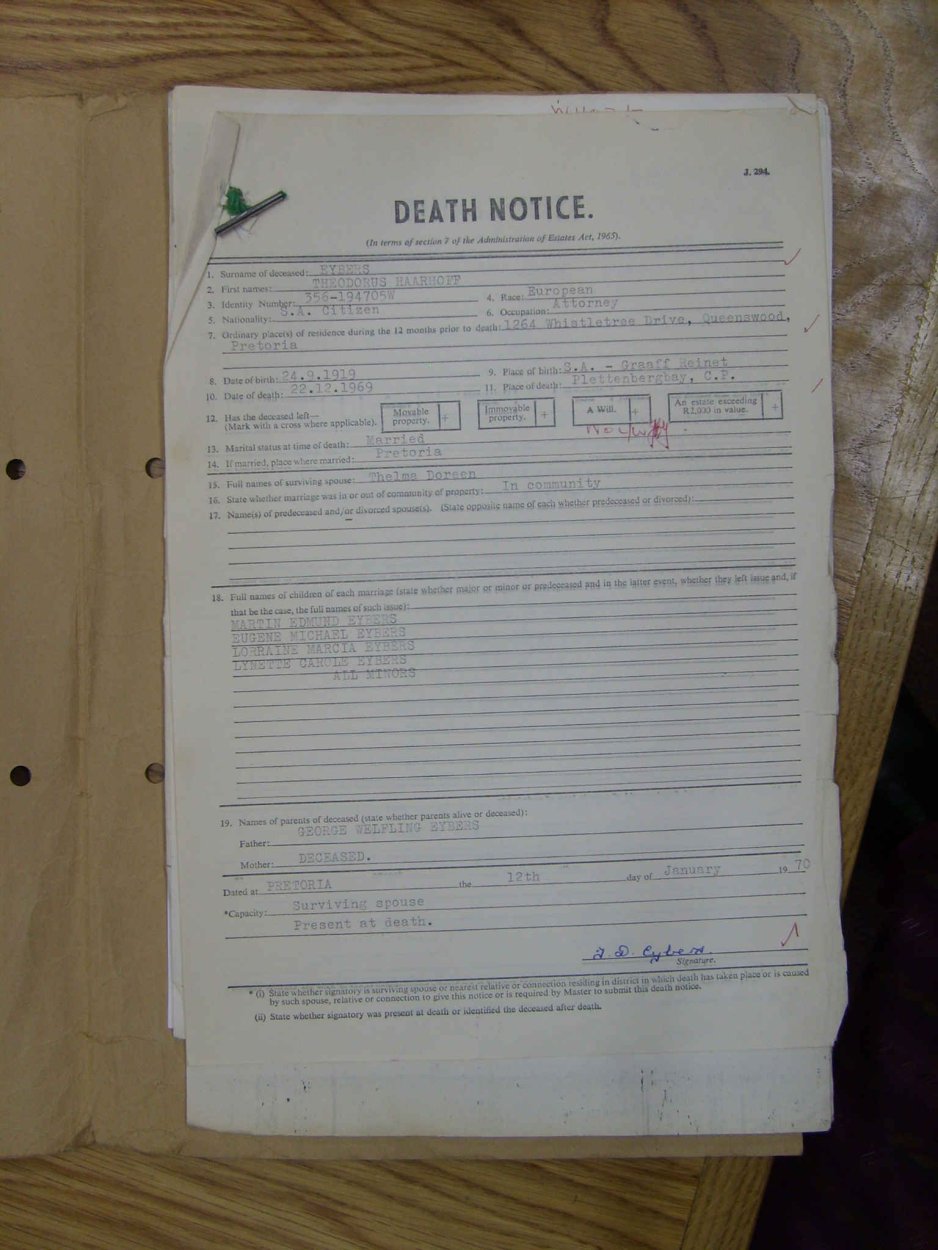 J. 294.
DEATH NOTICE.
(In terms of section 7 of the Administration of Estates Act, 1965).
1. Surname of deceased: EYBERS
2. First names: THEODORUS HAARHOFF
3. Identity Number: 356-194705W 4. Race: European
5. Nationality: S.A. Citizen 6. Occupation: Attorney
7. Ordinary place(s) of residence during the 12 months prior to death: 1264 Whistletree Drive, Queenswood,
Pretoria
8. Date of birth: 24.9.1919 9. Place of birth: S.A. - Graaff Reinet
10. Date of death: 22.12.1969 11. Place of death: Plettenbergbay, C.P.
12. Has the deceased left—
(Mark with a cross where applicable).
Movable property. +
Immovable property. +
A Will. +
An estate exceeding R2,000 in value. +
13. Marital status at time of death: Married
14. If married, place where married: Pretoria
15. Full names of surviving spouse: Thelma Doreen
16. State whether marriage was in or out of community of property: In community
17. Name(s) of predeceased and/or divorced spouse(s). (State opposite name of each whether predeceased or divorced):
18. Full names of children of each marriage (state whether major or minor or predeceased and in the latter event, whether they left issue and, if
that be the case, the full names of such issue):
MARTIN EDMUND EYBERS
EUGENE MICHAEL EYBERS
LORRAINE MARCIA EYBERS
LYNETTE CAROLE EYBERS
ALL MINORS
19. Names of parents of deceased (state whether parents alive or deceased):
Father: GEORGE WELFLING EYBERS
Mother: DECEASED.
Dated at PRETORIA the 12th day of January 19 70
*Capacity: Surviving spouse
Present at death.
T. D. Eybers.
Signature.
* (i) State whether signatory is surviving spouse or nearest relative or connection residing in district in which death has taken place or is caused
by such spouse, relative or connection to give this notice or is required by Master to submit this death notice.
(ii) State whether signatory was present at death or identified the deceased after death.